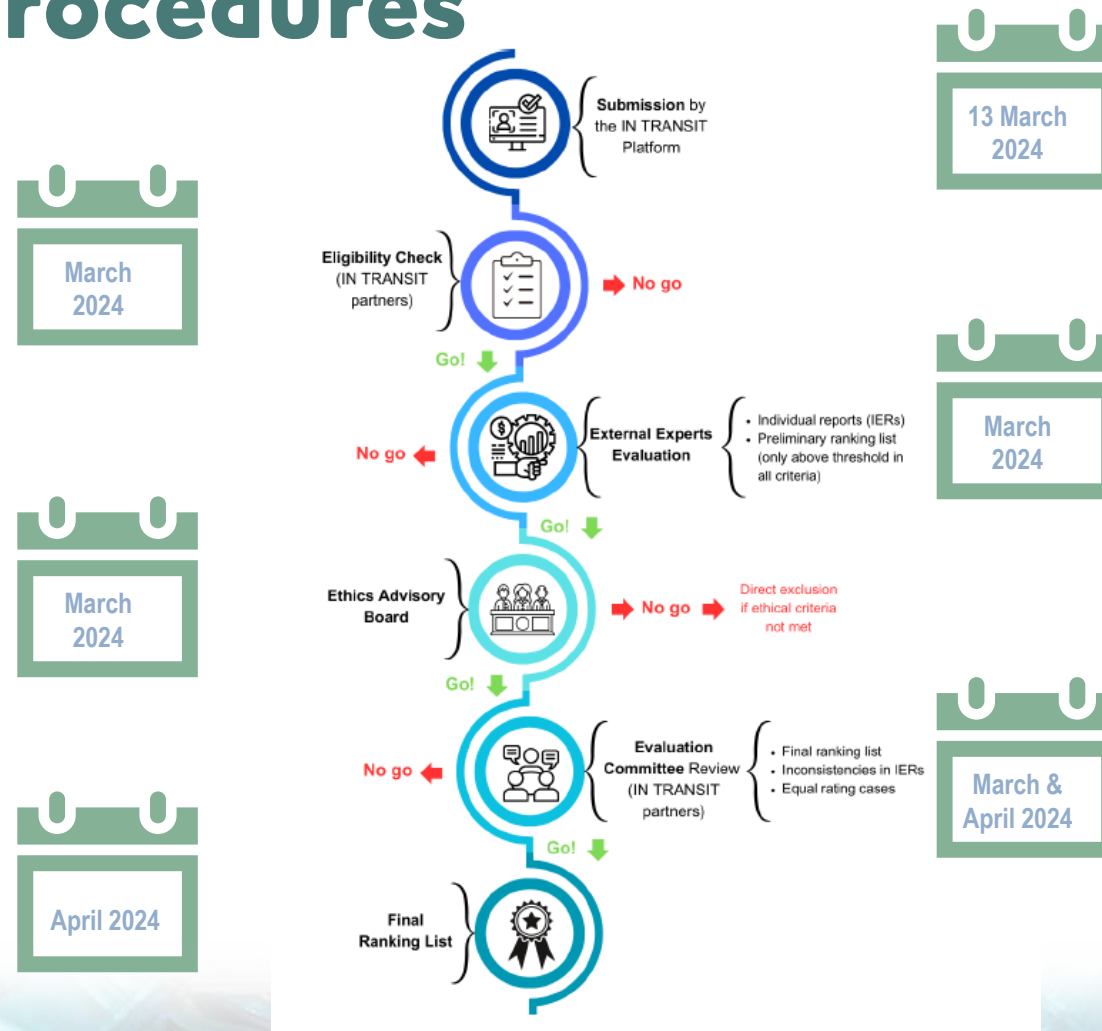 rocedures
Submission by
the IN TRANSIT
Platform
13 March
2024
March
2024
Eligibility Check
(IN TRANSIT
partners)
No go
Go!
No go
External Experts
Evaluation
• Individual reports (IERs)
• Preliminary ranking list
(only above threshold in
all criteria)
March
2024
Go!
March
2024
Ethics Advisory
Board
No go
Direct exclusion
if ethical criteria
not met
Go!
No go
Evaluation
Committee Review
(IN TRANSIT
partners)
• Final ranking list
• Inconsistencies in IERs
• Equal rating cases
March &
April 2024
Go!
April 2024
Final
Ranking List